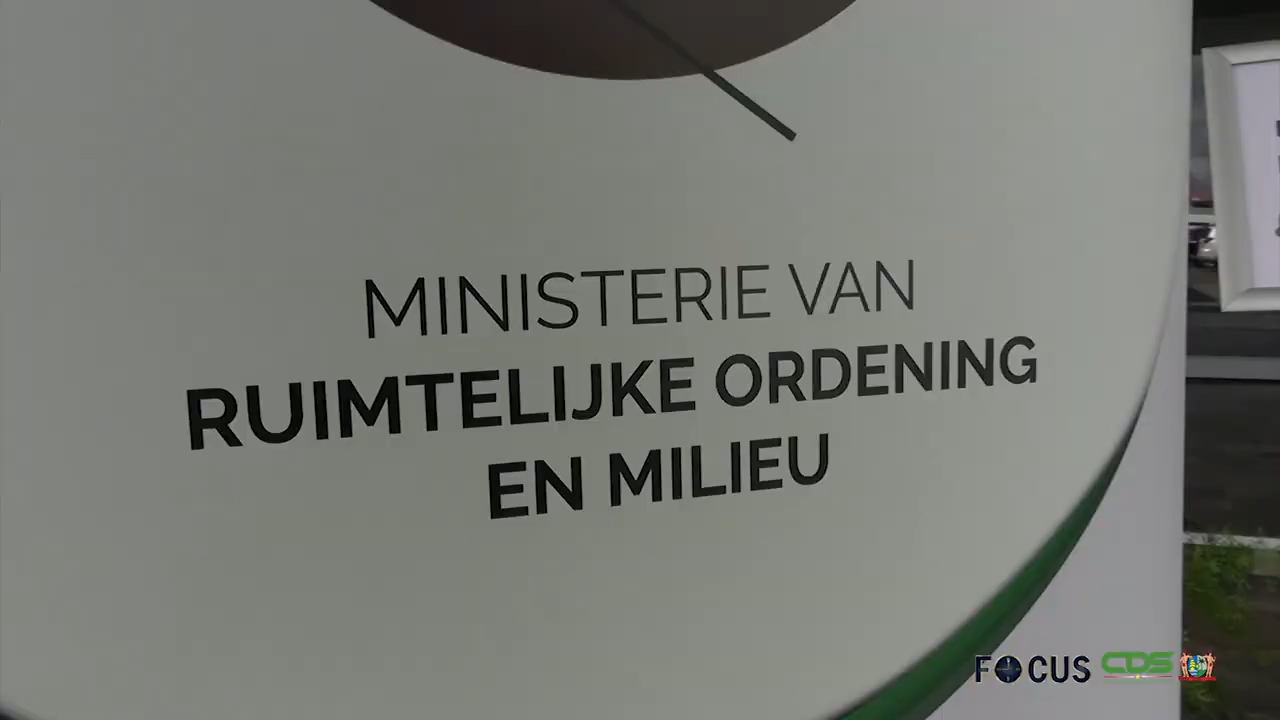 MINISTERIE VAN
RUIMTELIJKE ORDENING
EN MILIEU
FOCUS CDS